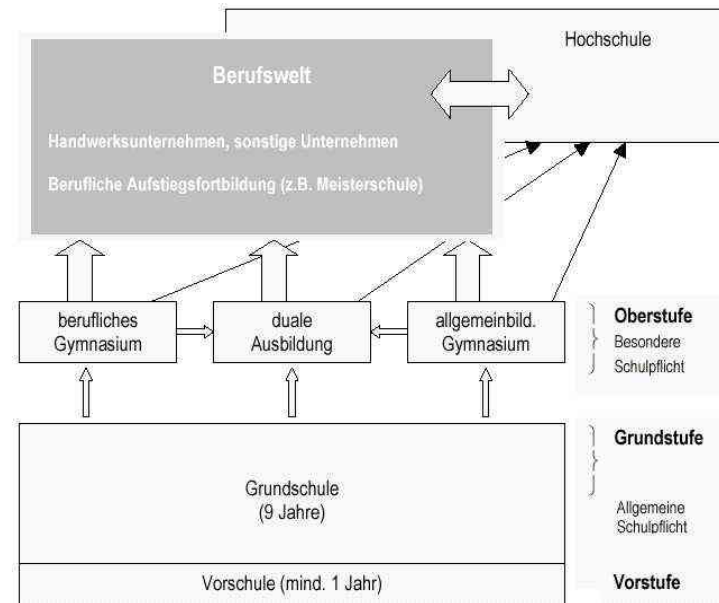 Hochschule
Berufswelt
Handwerksunternehmen, sonstige Unternehmen
Berufliche Aufstiegsfortbildung (z.B. Meisterschule)
berufliches
Gymnasium
duale
Ausbildung
allgemeinbild.
Gymnasium
Oberstufe
Besondere
Schulpflicht
Grundschule
(9 Jahre)
Grundstufe
Allgemeine
Schulpflicht
Vorschule (mind. 1 Jahr)
Vorstufe